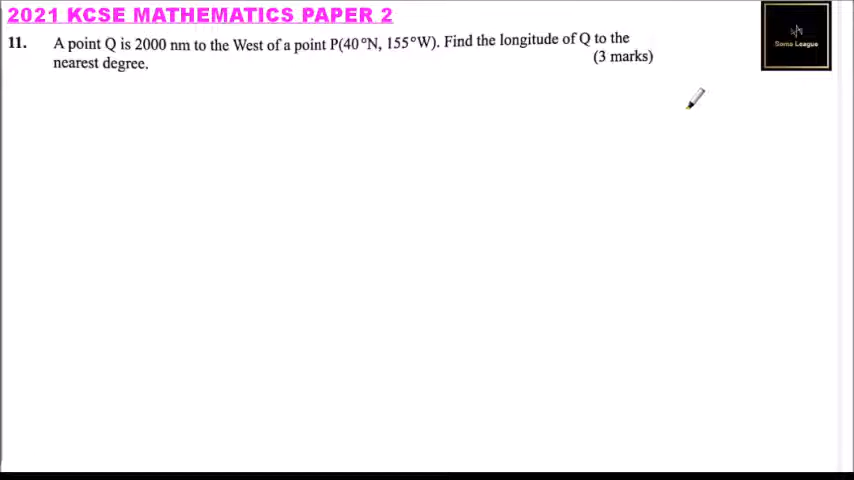 2021 KCSE MATHEMATICS PAPER 2
11. A point Q is 2000 nm to the West of a point P(40°N, 155°W). Find the longitude of Q to the
nearest degree. (3 marks)
Soma League